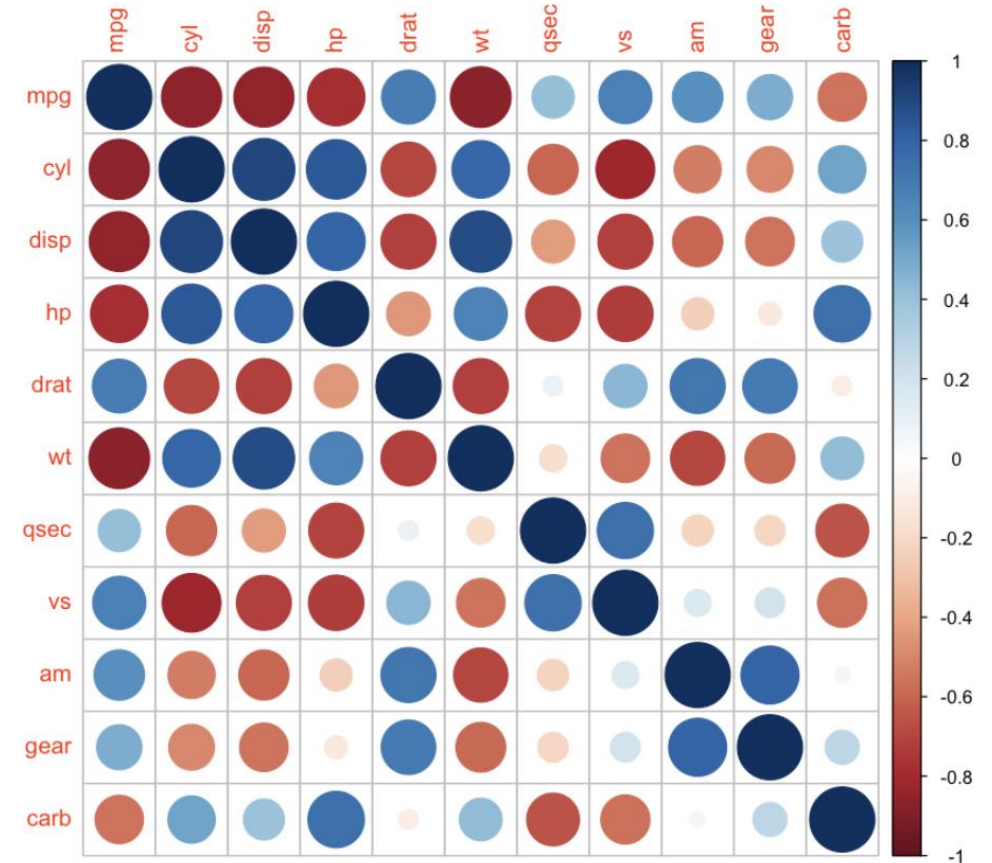 mpg cyl disp hp drat wt qsec vs am gear carb
mpg
cyl
disp
hp
drat
wt
qsec
vs
am
gear
carb
1
0.8
0.6
0.4
0.2
0
-0.2
-0.4
-0.6
-0.8
-1